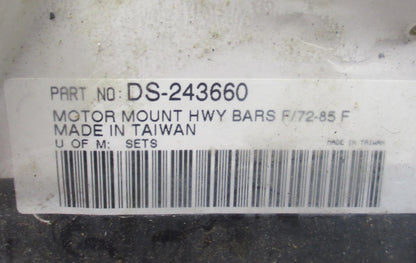 PART NO: DS-243660
MOTOR MOUNT HWY BARS F/72-85 F
MADE IN TAIWAN
U OF M: SETS MADE IN TAIWAN